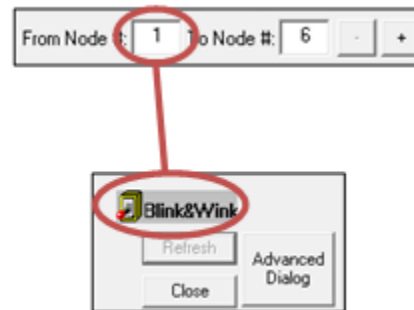 From Node #: 1 To Node #: 6 - +
Blink&Wink
Refresh
Advanced
Dialog
Close